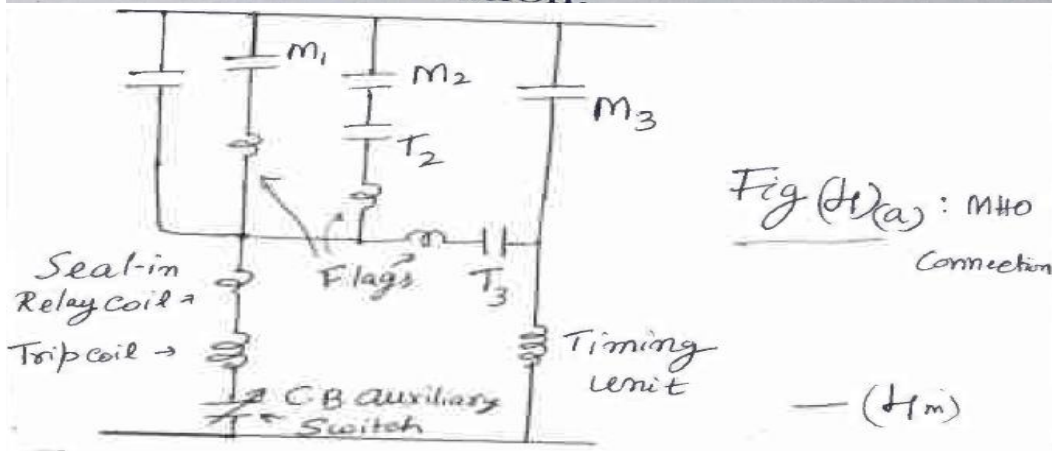 M1
M2
M3
T2
Fig (H)(a) : MHO
Connection
Seal-in
Relay coil
Flags
T3
Trip coil →
Timing
unit
C.B auxiliary
Switch